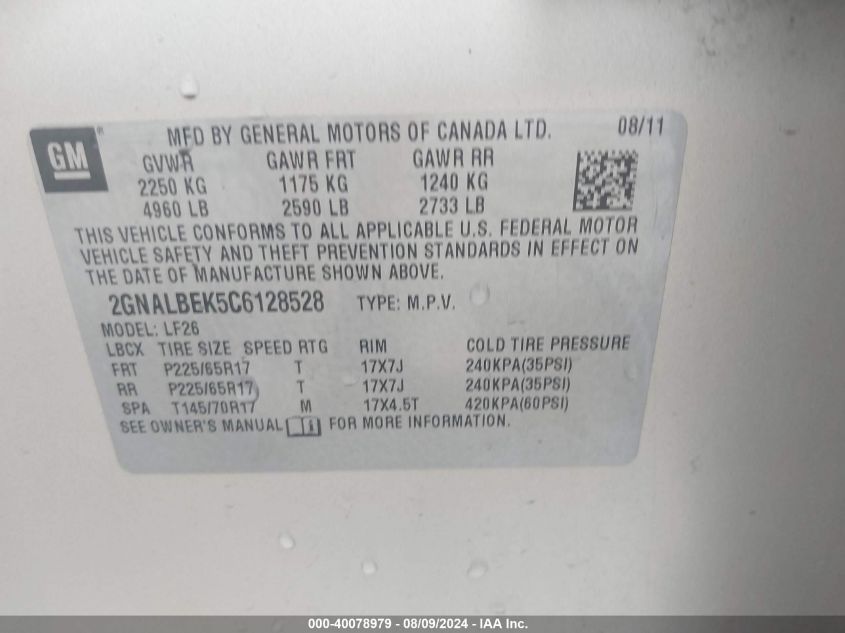 GM
MFD BY GENERAL MOTORS OF CANADA LTD. 08/11
GVWR GAWR FRT GAWR RR
2250 KG 1175 KG 1240 KG
4960 LB 2590 LB 2733 LB
THIS VEHICLE CONFORMS TO ALL APPLICABLE U.S. FEDERAL MOTOR
VEHICLE SAFETY AND THEFT PREVENTION STANDARDS IN EFFECT ON
THE DATE OF MANUFACTURE SHOWN ABOVE.
2GNALBEK5C6128528 TYPE: M.P.V.
MODEL: LF26
LBCX TIRE SIZE SPEED RTG RIM COLD TIRE PRESSURE
FRT P225/65R17 T 17X7J 240KPA(35PSI)
RR P225/65R17 T 17X7J 240KPA(35PSI)
SPA T145/70R17 M 17X4.5T 420KPA(60PSI)
SEE OWNER'S MANUAL FOR MORE INFORMATION.
000-40078979 - 08/09/2024 - IAA Inc.